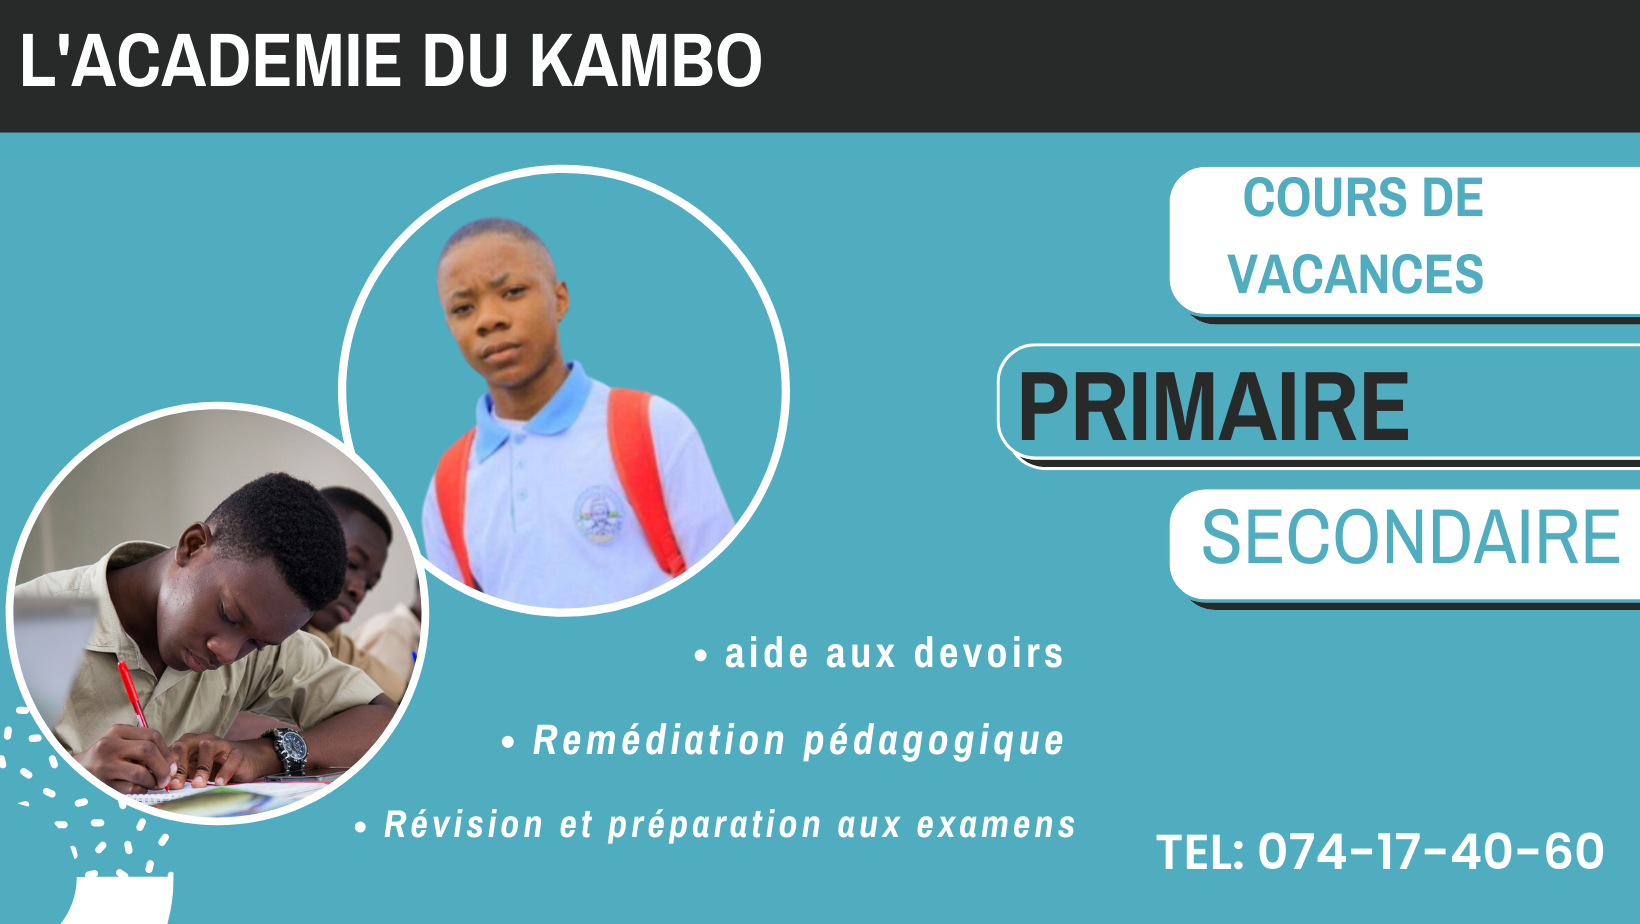 L'ACADEMIE DU KAMBO
COURS DE
VACANCES
PRIMAIRE
SECONDAIRE
• aide aux devoirs
• Remédiation pédagogique
• Révision et préparation aux examens
TEL: 074-17-40-60